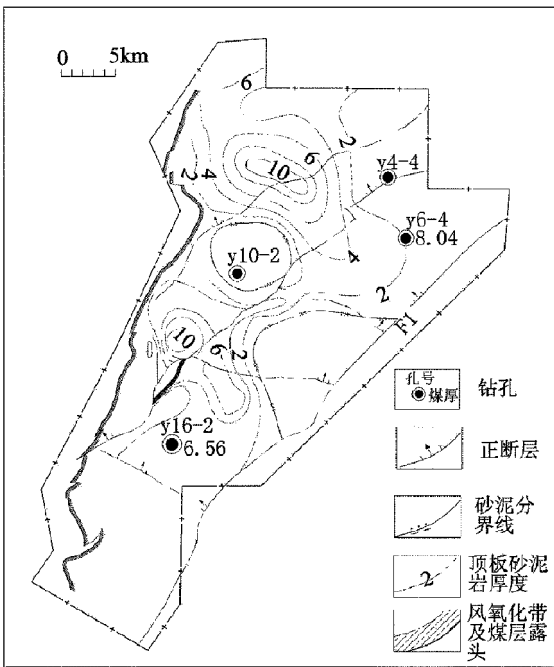 0 5km
6
2
y4-4
6
10
4
2
y6-4
8.04
y10-2
4
2
F1
10
6
2
y16-2
6.56
孔号
煤厚
钻孔
正断层
砂泥分
界线
2
顶板砂泥
岩厚度
风氧化带
及煤层露
头